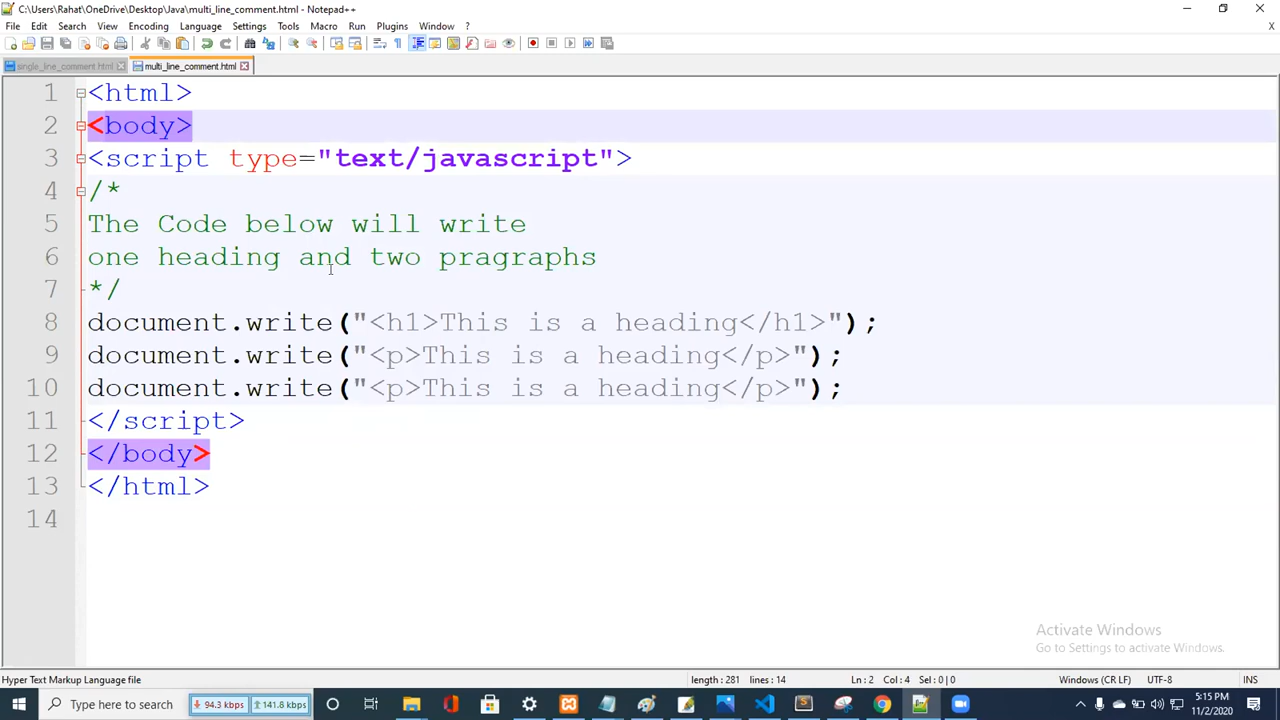 C:\Users\Rahat\OneDrive\Desktop\Java\multi_line_comment.html - Notepad++
File Edit Search View Encoding Language Settings Tools Macro Run Plugins Window ? X
single_line_comment.html multi_line_comment.html
1 <html>
2 <body>
3 <script type="text/javascript">
4 /*
5 The Code below will write
6 one heading and two pragraphs
7 */
8 document.write("<h1>This is a heading</h1>");
9 document.write("<p>This is a heading</p>");
10 document.write("<p>This is a heading</p>");
11 </script>
12 </body>
13 </html>
14
Activate Windows
Go to Settings to activate Windows.
Hyper Text Markup Language file length : 281 lines : 14 Ln : 2 Col : 4 Sel : 0 | 0 Windows (CR LF) UTF-8 INS
Type here to search 94.3 kbps 141.8 kbps 5:15 PM
11/2/2020